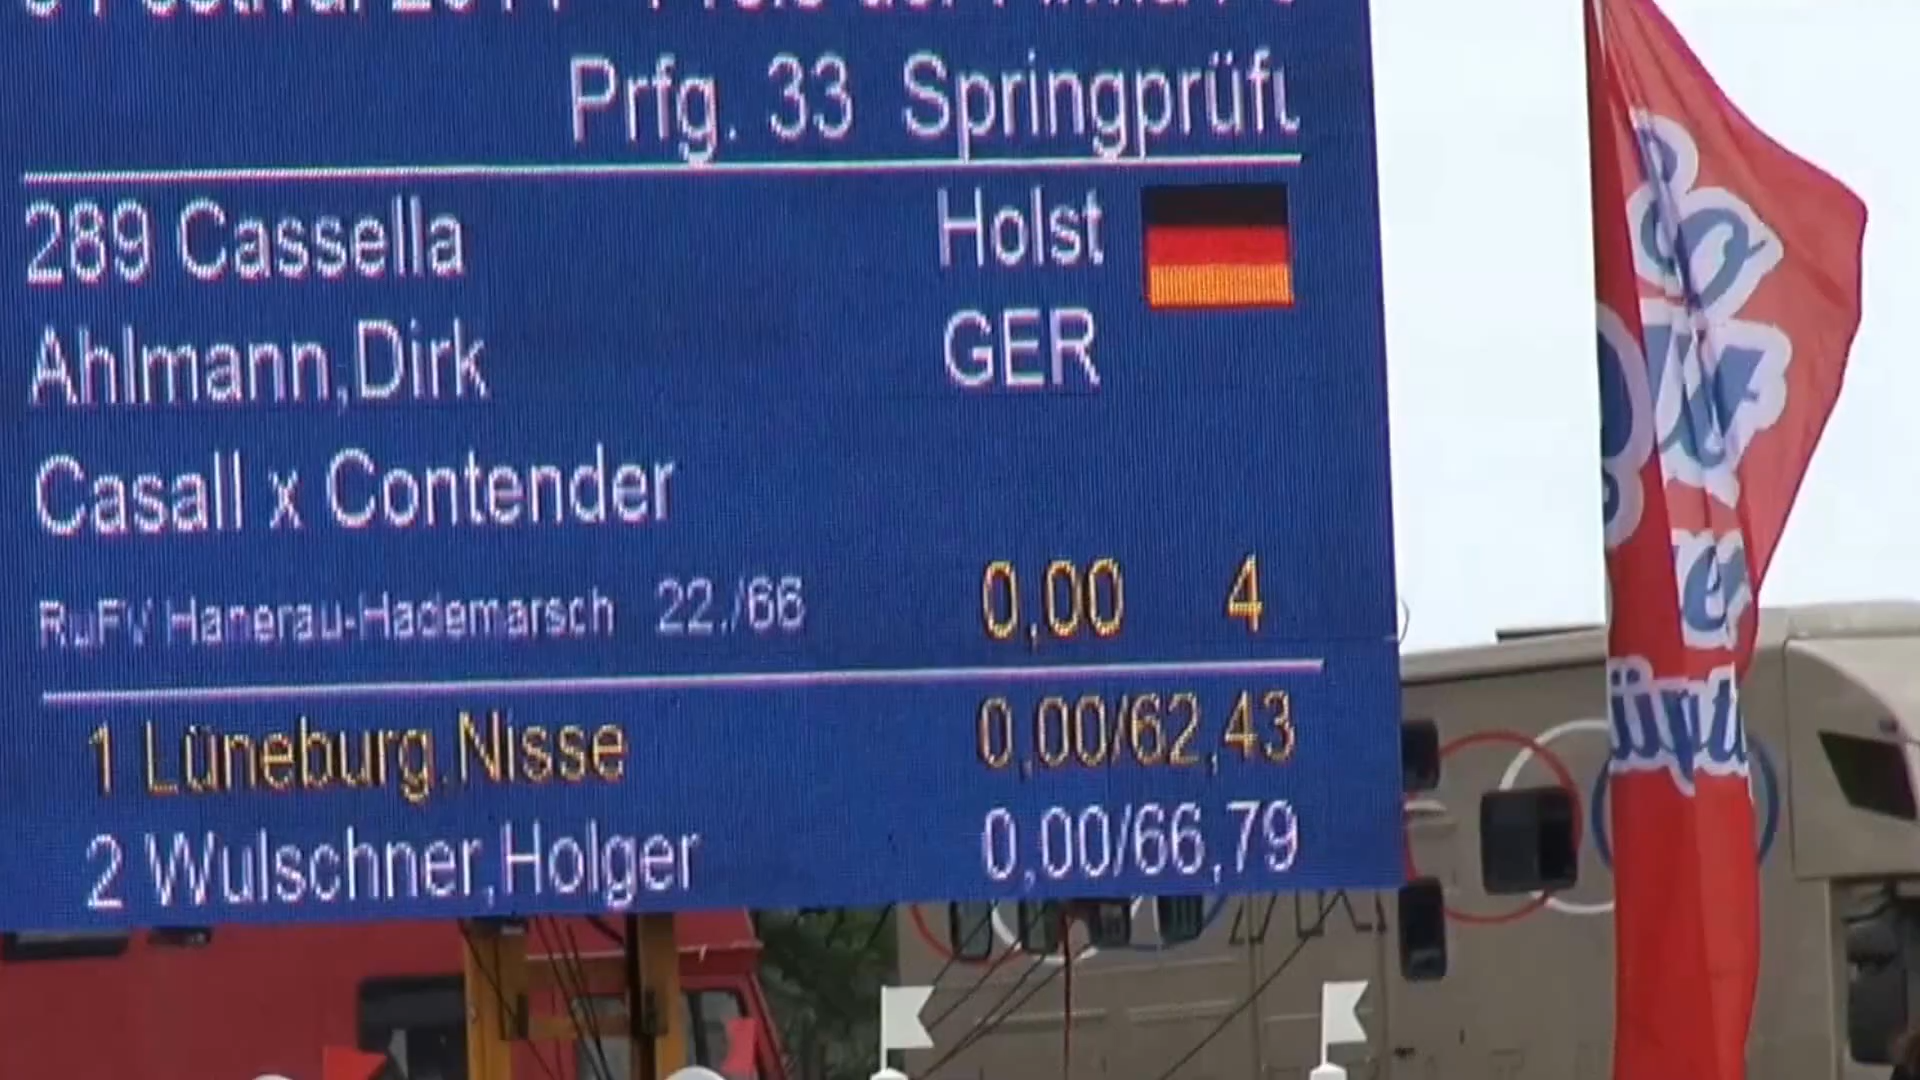 Prfg. 33 Springprüfu
289 Cassella Holst
Ahlmann,Dirk GER
Casall x Contender
RuFV Hanerau-Hademarsch 22./66 0,00 4
1 Lüneburg,Nisse 0,00/62,43
2 Wulschner,Holger 0,00/66,79